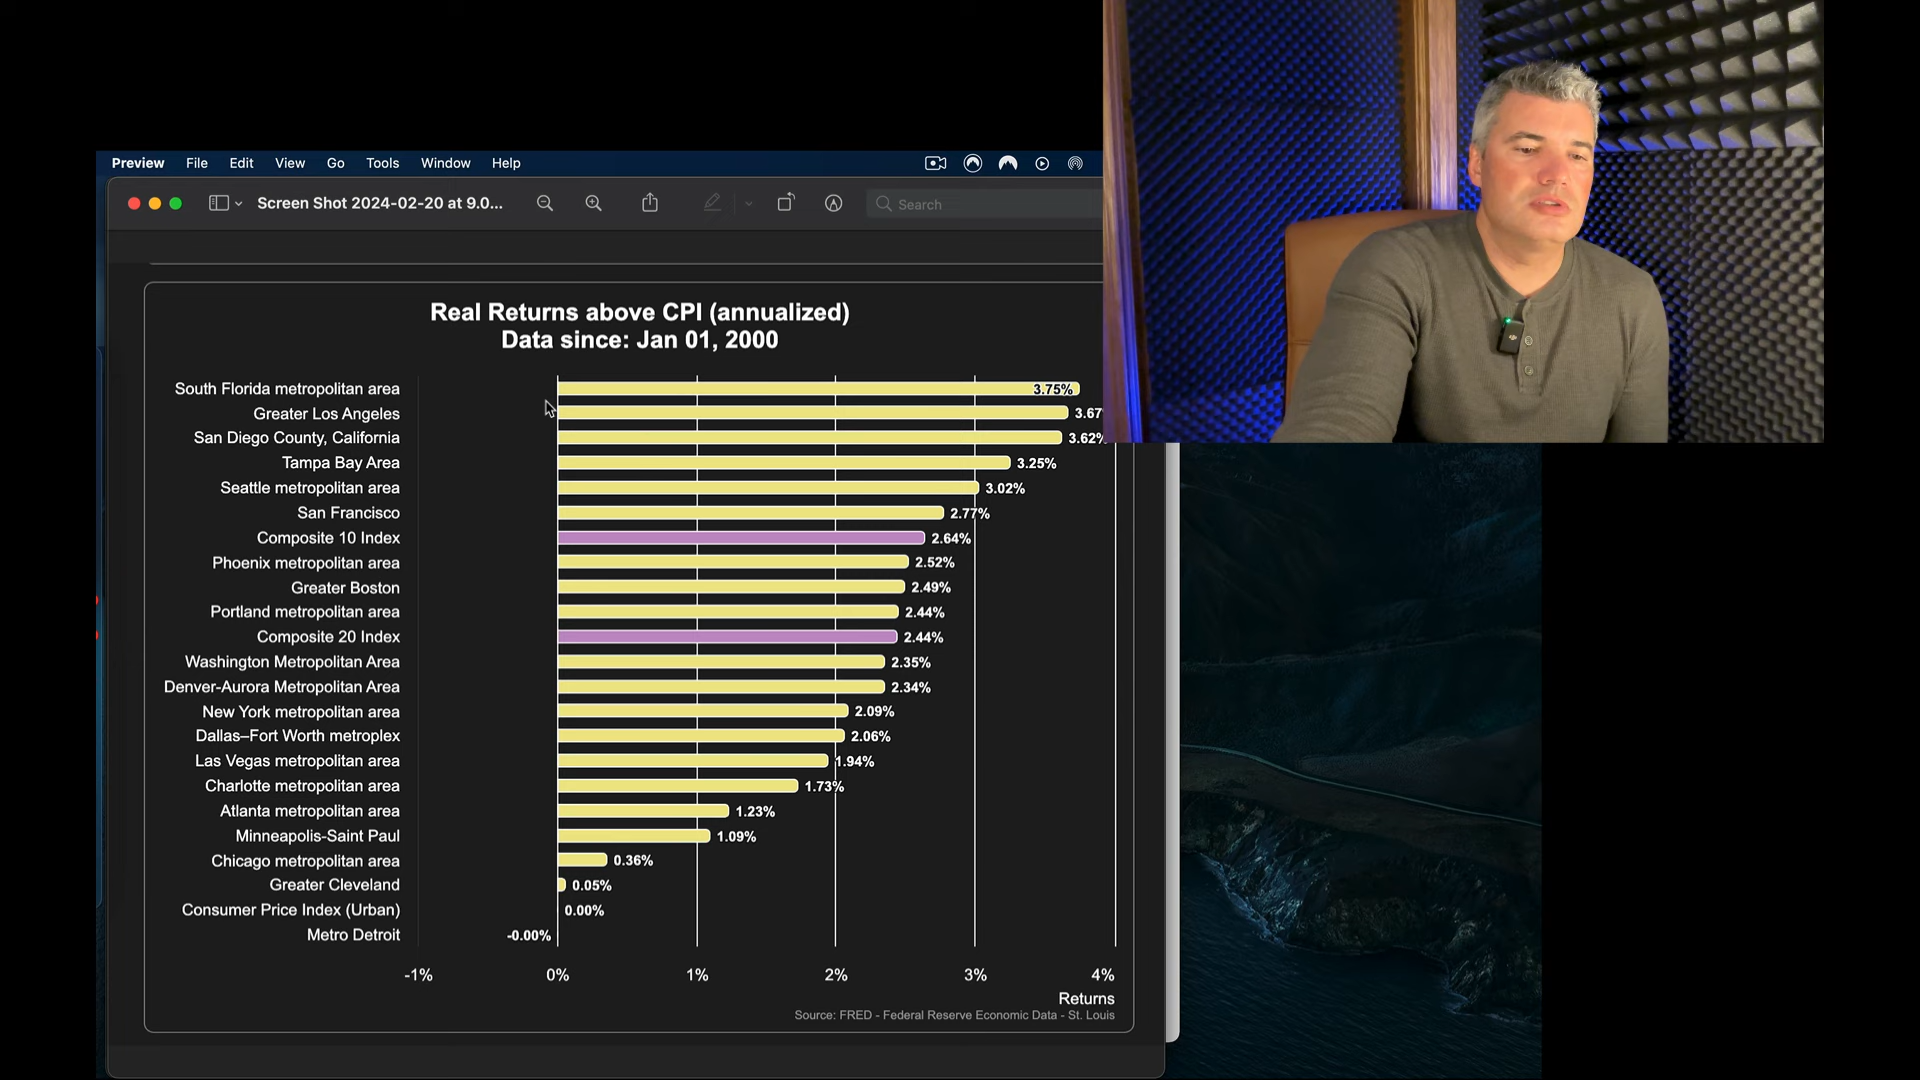 Preview File Edit View Go Tools Window Help
Screen Shot 2024-02-20 at 9.0...
Search
Real Returns above CPI (annualized)
Data since: Jan 01, 2000
South Florida metropolitan area 3.75%
Greater Los Angeles 3.67
San Diego County, California 3.62%
Tampa Bay Area 3.25%
Seattle metropolitan area 3.02%
San Francisco 2.77%
Composite 10 Index 2.64%
Phoenix metropolitan area 2.52%
Greater Boston 2.49%
Portland metropolitan area 2.44%
Composite 20 Index 2.44%
Washington Metropolitan Area 2.35%
Denver-Aurora Metropolitan Area 2.34%
New York metropolitan area 2.09%
Dallas–Fort Worth metroplex 2.06%
Las Vegas metropolitan area 1.94%
Charlotte metropolitan area 1.73%
Atlanta metropolitan area 1.23%
Minneapolis-Saint Paul 1.09%
Chicago metropolitan area 0.36%
Greater Cleveland 0.05%
Consumer Price Index (Urban) 0.00%
Metro Detroit -0.00%
-1% 0% 1% 2% 3% 4%
Returns
Source: FRED - Federal Reserve Economic Data - St. Louis